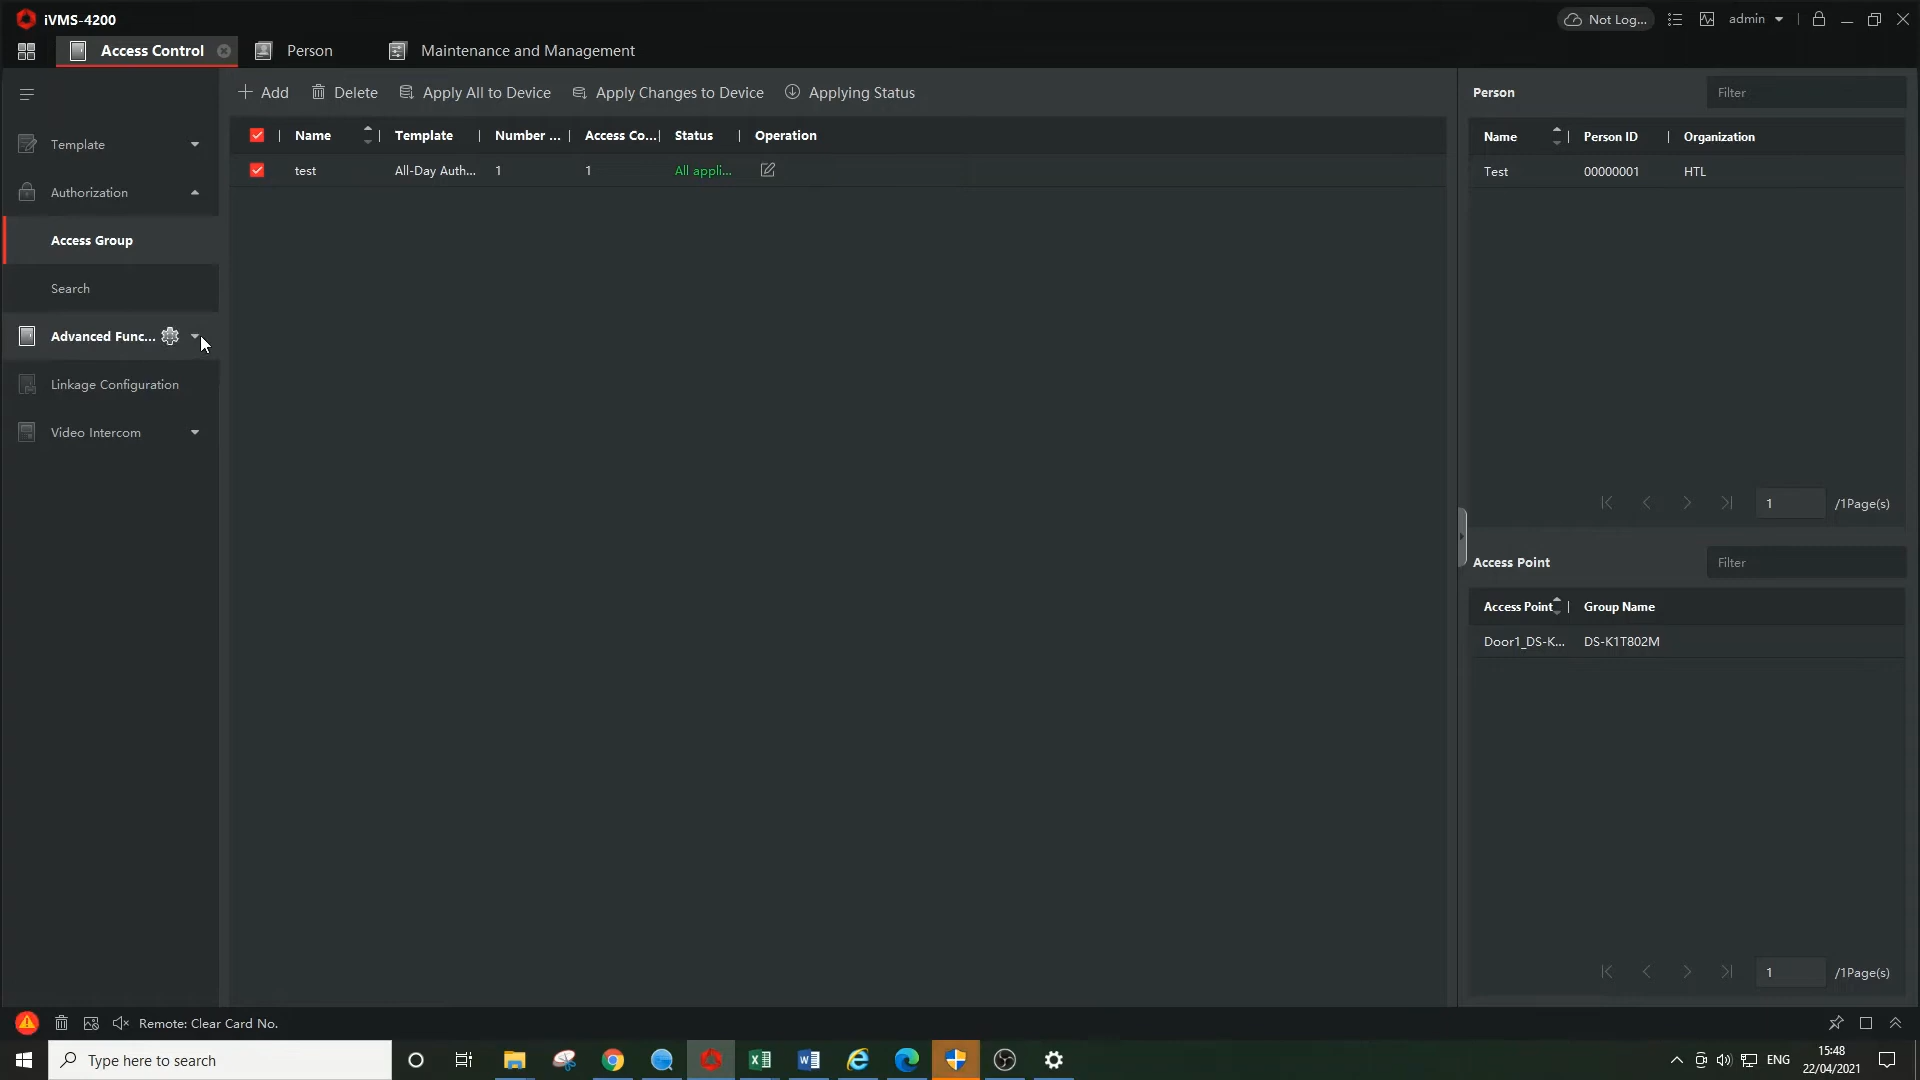 iVMS-4200
Not Log...
admin
Access Control
Person
Maintenance and Management
Add
Delete
Apply All to Device
Apply Changes to Device
Applying Status
Template
Authorization
Access Group
Search
Advanced Func...
Linkage Configuration
Video Intercom
Name | Template | Number ... | Access Co... | Status | Operation
test All-Day Auth... 1 1 All appli...
Person
Filter
Name | Person ID | Organization
Test 00000001 HTL
1 /1Page(s)
Access Point
Filter
Access Point | Group Name
Door1_DS-K... DS-K1T802M
1 /1Page(s)
Remote: Clear Card No.
Type here to search
ENG
15:48
22/04/2021